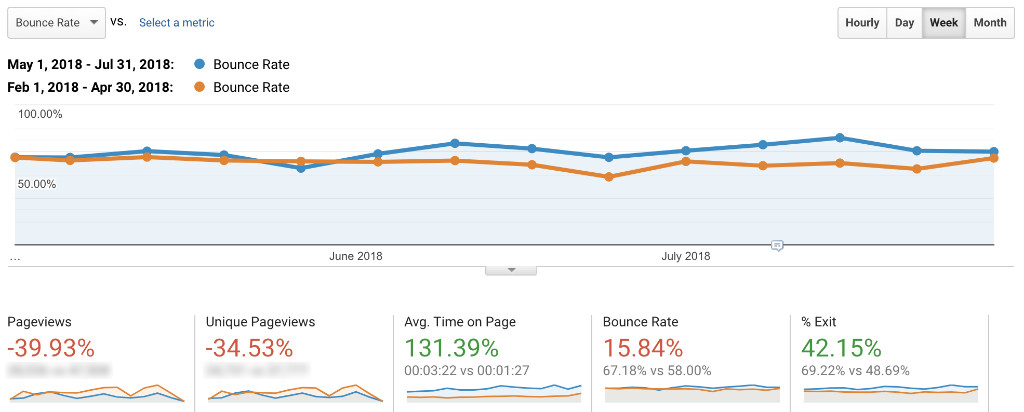 Bounce Rate vs. Select a metric Hourly Day Week Month
May 1, 2018 - Jul 31, 2018: Bounce Rate
Feb 1, 2018 - Apr 30, 2018: Bounce Rate
100.00%
50.00%
... June 2018 July 2018
Pageviews Unique Pageviews Avg. Time on Page Bounce Rate % Exit
-39.93% -34.53% 131.39% 15.84% 42.15%
00:03:22 vs 00:01:27 67.18% vs 58.00% 69.22% vs 48.69%